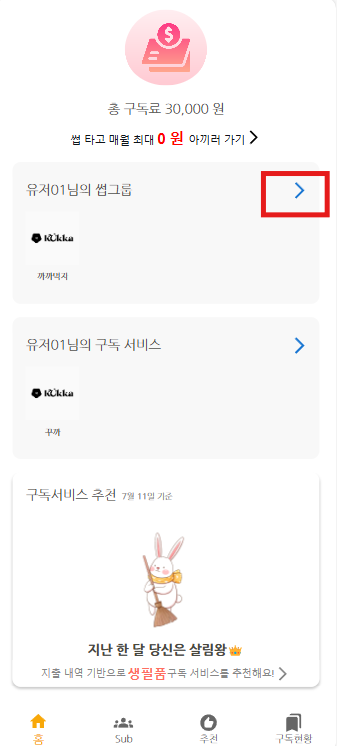 $
총 구독료 30,000 원
썹 타고 매월 최대 0 원 아끼러 가기
유저01님의 썹그룹
Kukka
까까먹자
유저01님의 구독 서비스
Kukka
꾸까
구독서비스 추천 7월 11일 기준
지난 한 달 당신은 살림왕
지출 내역 기반으로 생필품 구독 서비스를 추천해요!
홈 Sub 추천 구독현황